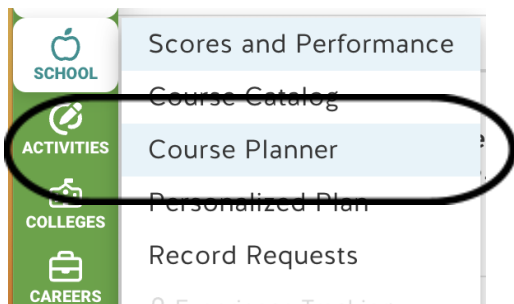 SCHOOL
ACTIVITIES
COLLEGES
CAREERS
Scores and Performance
Course Catalog
Course Planner
Personalized Plan
Record Requests